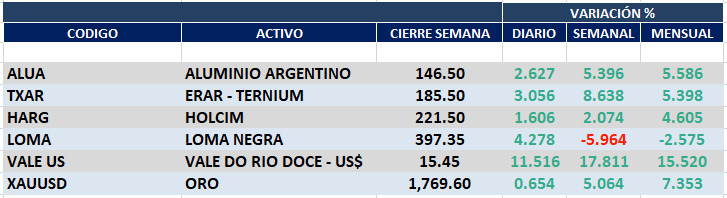 VARIACIÓN %
CODIGO ACTIVO CIERRE SEMANA DIARIO SEMANAL MENSUAL
ALUA ALUMINIO ARGENTINO 146.50 2.627 5.396 5.586
TXAR ERAR - TERNIUM 185.50 3.056 8.638 5.398
HARG HOLCIM 221.50 1.606 2.074 4.605
LOMA LOMA NEGRA 397.35 4.278 -5.964 -2.575
VALE US VALE DO RIO DOCE - US$ 15.45 11.516 17.811 15.520
XAUUSD ORO 1,769.60 0.654 5.064 7.353